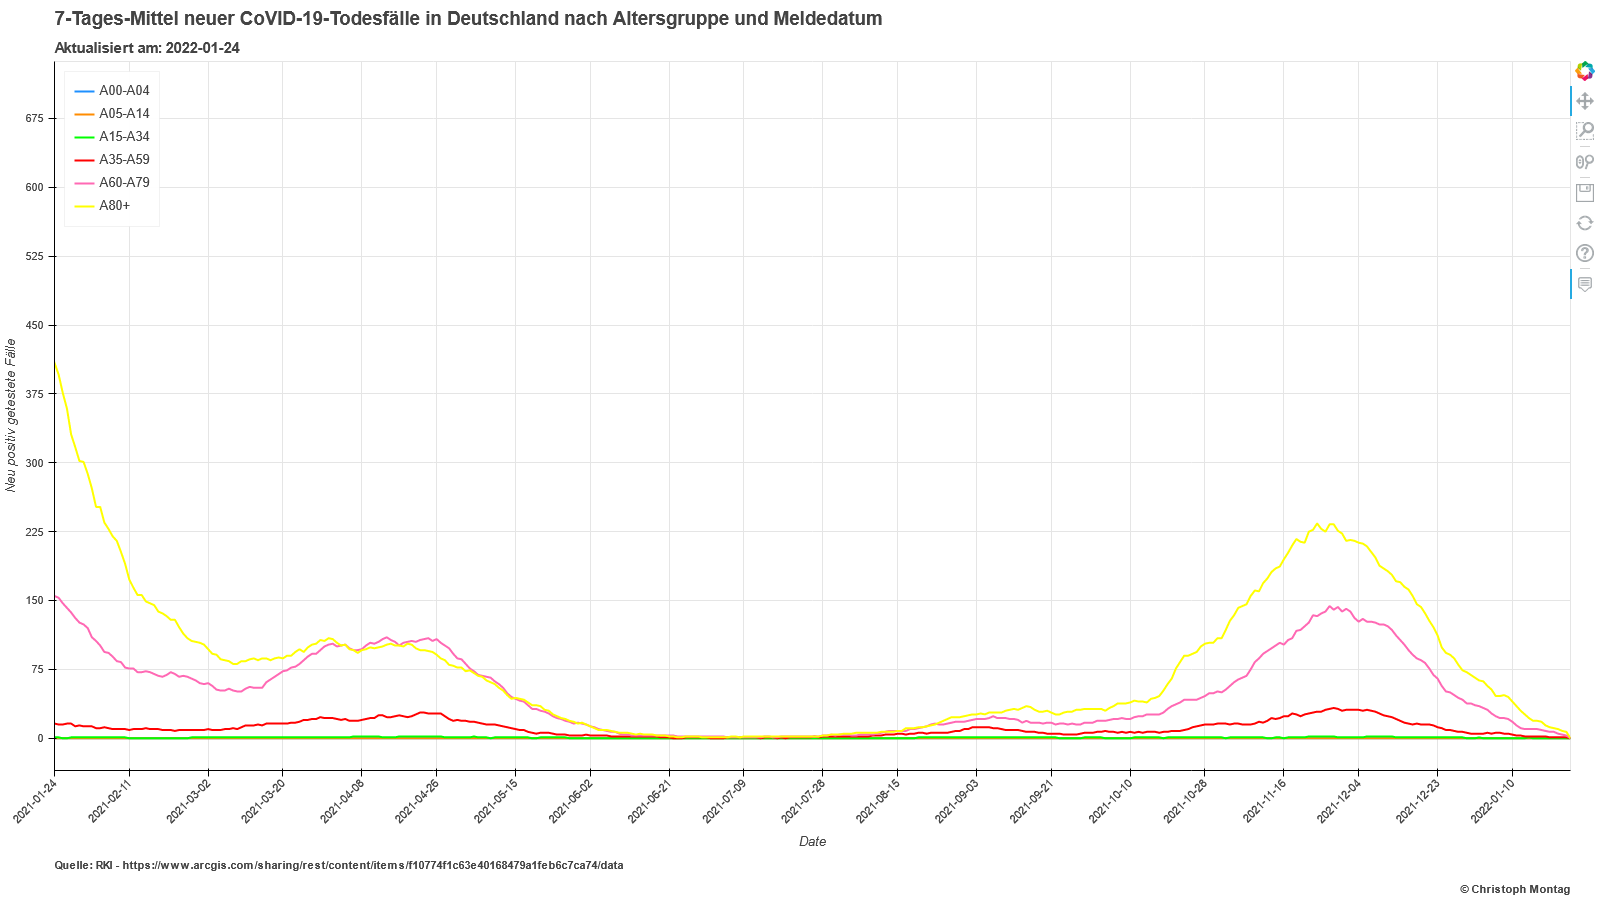 7-Tages-Mittel neuer CoVID-19-Todesfälle in Deutschland nach Altersgruppe und Meldedatum
Aktualisiert am: 2022-01-24
A00-A04
A05-A14
A15-A34
A35-A59
A60-A79
A80+
675
600
525
450
375
300
225
150
75
0
Neu positiv getestete Fälle
2021-01-24
2021-02-11
2021-03-02
2021-03-20
2021-04-08
2021-04-26
2021-05-15
2021-06-02
2021-06-21
2021-07-09
2021-07-28
2021-08-15
2021-09-03
2021-09-21
2021-10-10
2021-10-28
2021-11-16
2021-12-04
2021-12-23
2022-01-10
Date
Quelle: RKI - https://www.arcgis.com/sharing/rest/content/items/f10774f1c63e40168479a1feb6c7ca74/data
© Christoph Montag